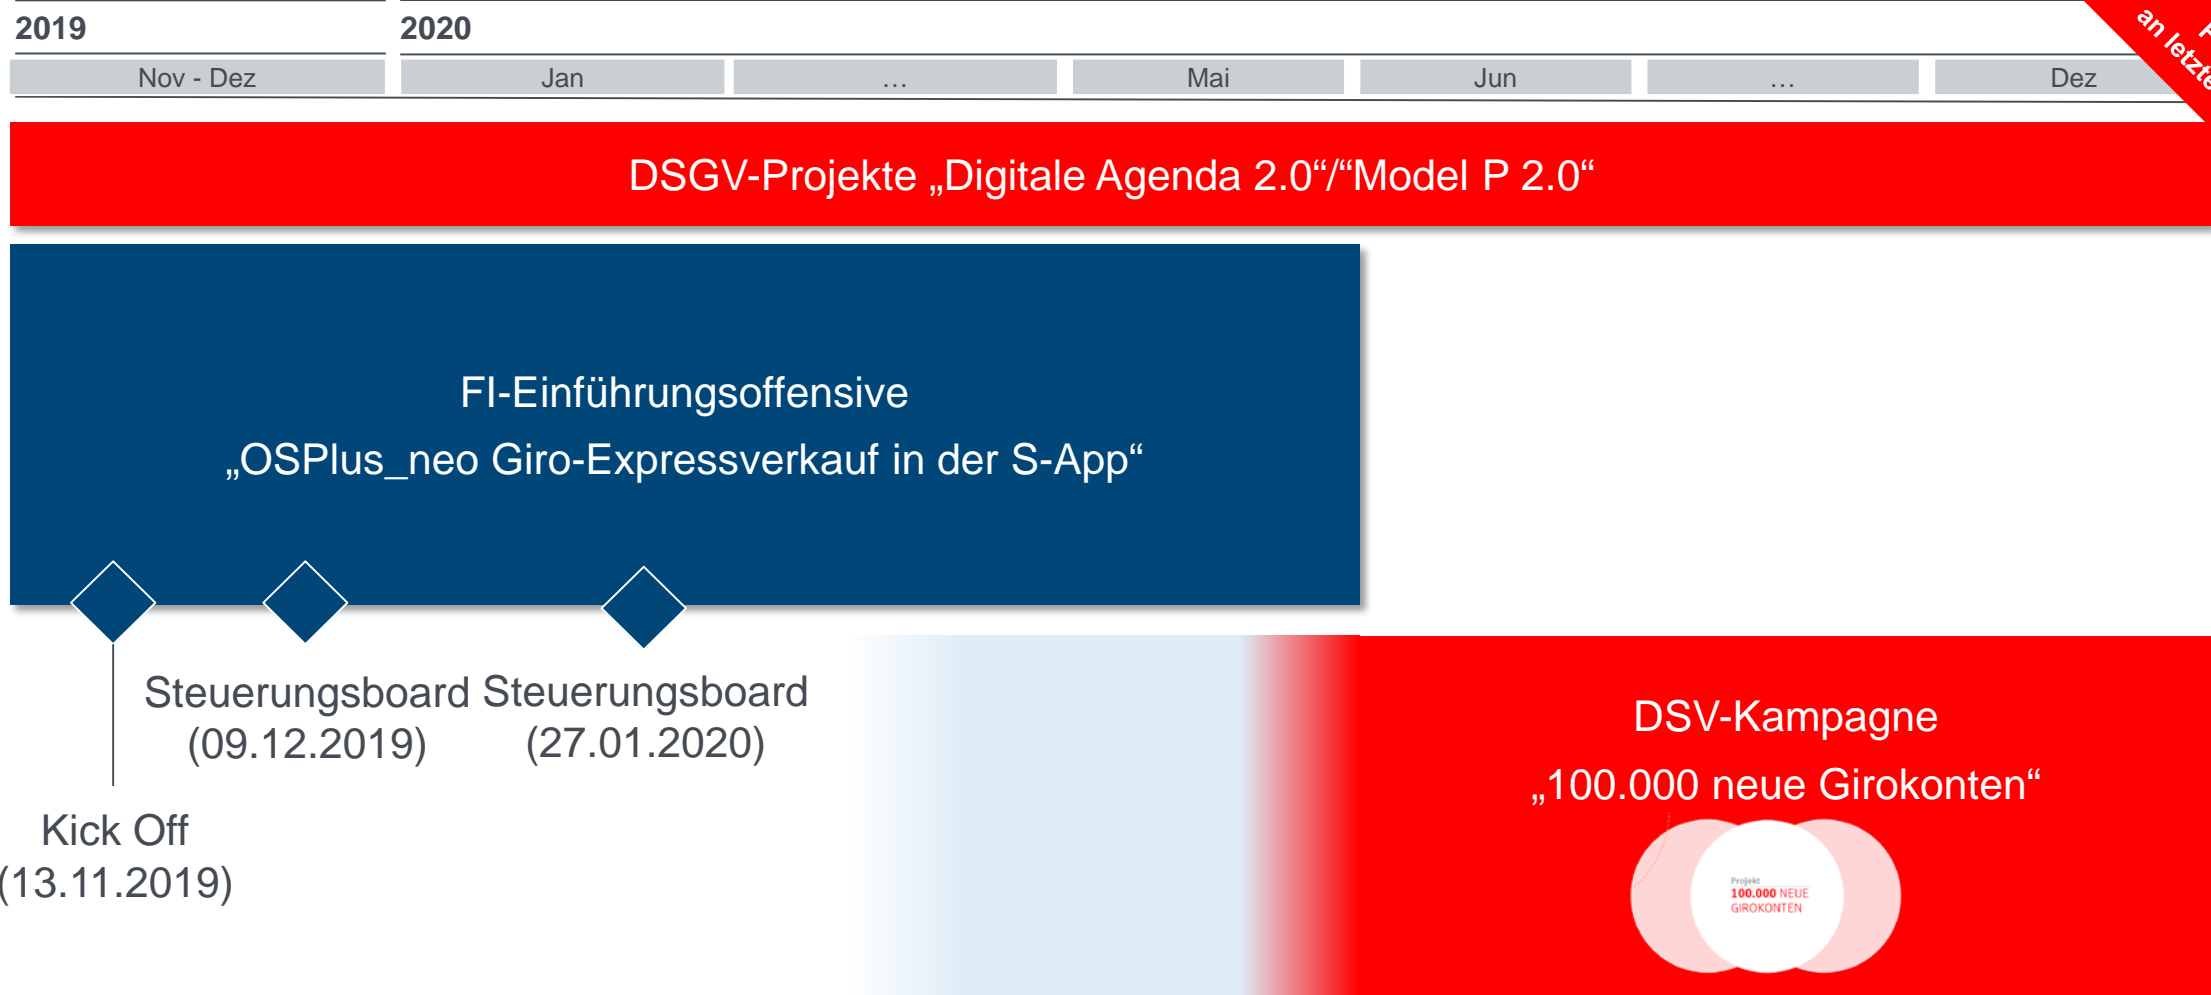 2019
2020
Nov - Dez
Jan
…
Mai
Jun
…
Dez
an
DSGV-Projekte „Digitale Agenda 2.0“/“Model P 2.0“
FI-Einführungsoffensive
„OSPlus_neo Giro-Expressverkauf in der S-App“
Steuerungsboard
(09.12.2019)
Steuerungsboard
(27.01.2020)
Kick Off
(13.11.2019)
DSV-Kampagne
„100.000 neue Girokonten“
Projekt
100.000 NEUE
GIROKONTEN